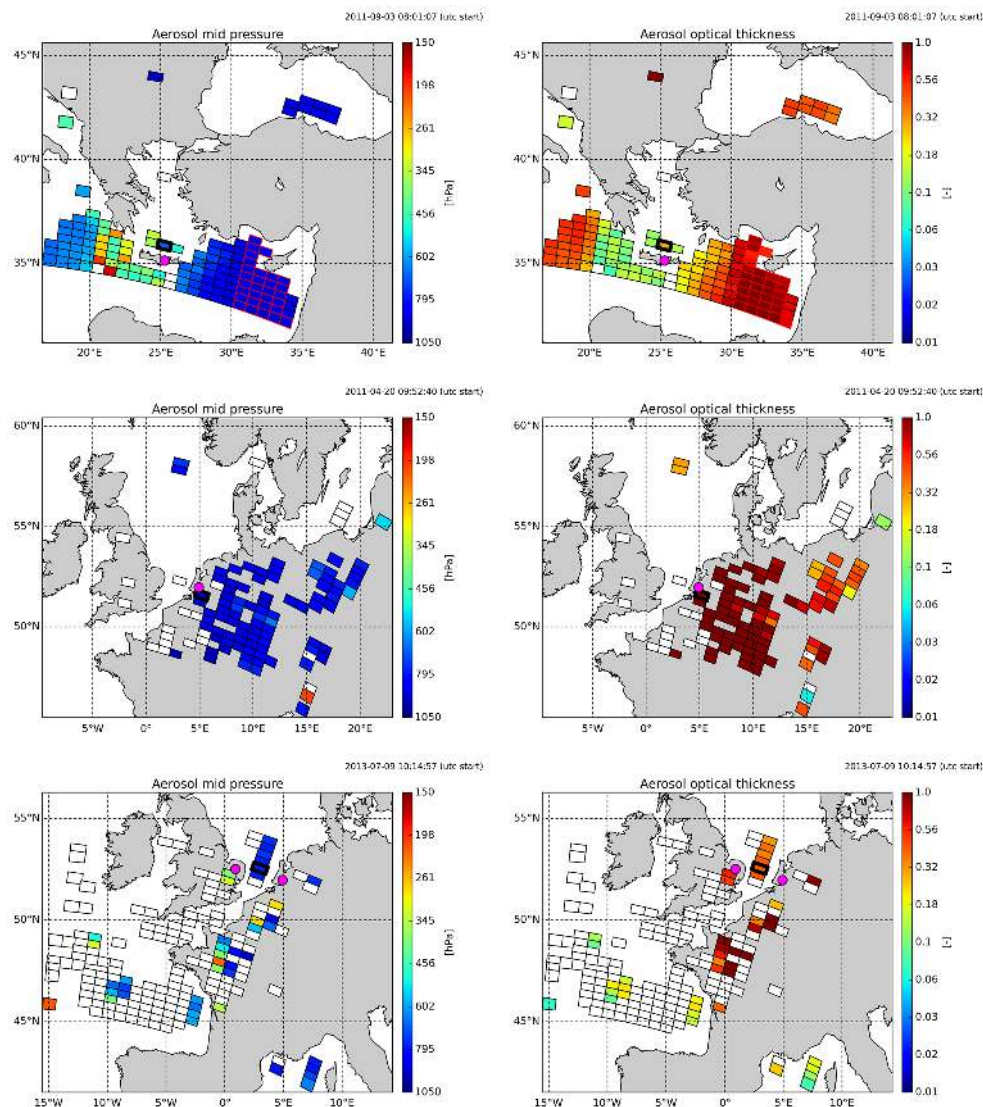 2011-09-03 08:01:07 (utc start)
Aerosol mid pressure
45°N
40°N
35°N
20°E 25°E 30°E 35°E 40°E
150
198
261
345
456
602
795
1050
[hPa]
2011-09-03 08:01:07 (utc start)
Aerosol optical thickness
45°N
40°N
35°N
20°E 25°E 30°E 35°E 40°E
1.0
0.56
0.32
0.18
0.1
0.06
0.03
0.02
0.01
[-]
2011-04-20 09:52:40 (utc start)
Aerosol mid pressure
60°N
55°N
50°N
5°W 0°E 5°E 10°E 15°E 20°E
150
198
261
345
456
602
795
1050
[hPa]
2011-04-20 09:52:40 (utc start)
Aerosol optical thickness
60°N
55°N
50°N
5°W 0°E 5°E 10°E 15°E 20°E
1.0
0.56
0.32
0.18
0.1
0.06
0.03
0.02
0.01
[-]
2013-07-09 10:14:57 (utc start)
Aerosol mid pressure
55°N
50°N
45°N
15°W 10°W 5°W 0°E 5°E 10°E
150
198
261
345
456
602
795
1050
[hPa]
2013-07-09 10:14:57 (utc start)
Aerosol optical thickness
55°N
50°N
45°N
15°W 10°W 5°W 0°E 5°E 10°E
1.0
0.56
0.32
0.18
0.1
0.06
0.03
0.02
0.01
[-]